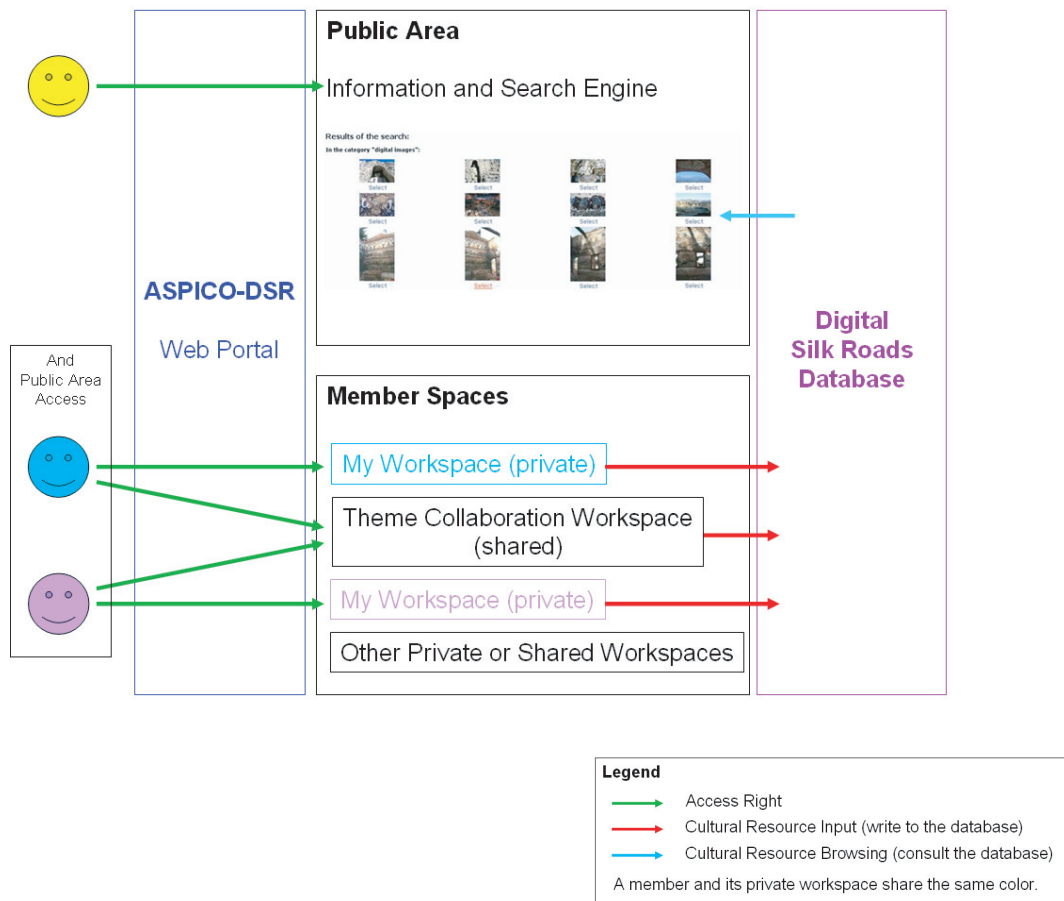 Public Area
Information and Search Engine
Results of the search:
In the category "digital images":
Select
Select
Select
Select
Select
Select
Select
Select
Select
Select
Select
Select
ASPICO-DSR
Web Portal
Digital
Silk Roads
Database
And
Public Area
Access
Member Spaces
My Workspace (private)
Theme Collaboration Workspace
(shared)
My Workspace (private)
Other Private or Shared Workspaces
Legend
Access Right
Cultural Resource Input (write to the database)
Cultural Resource Browsing (consult the database)
A member and its private workspace share the same color.